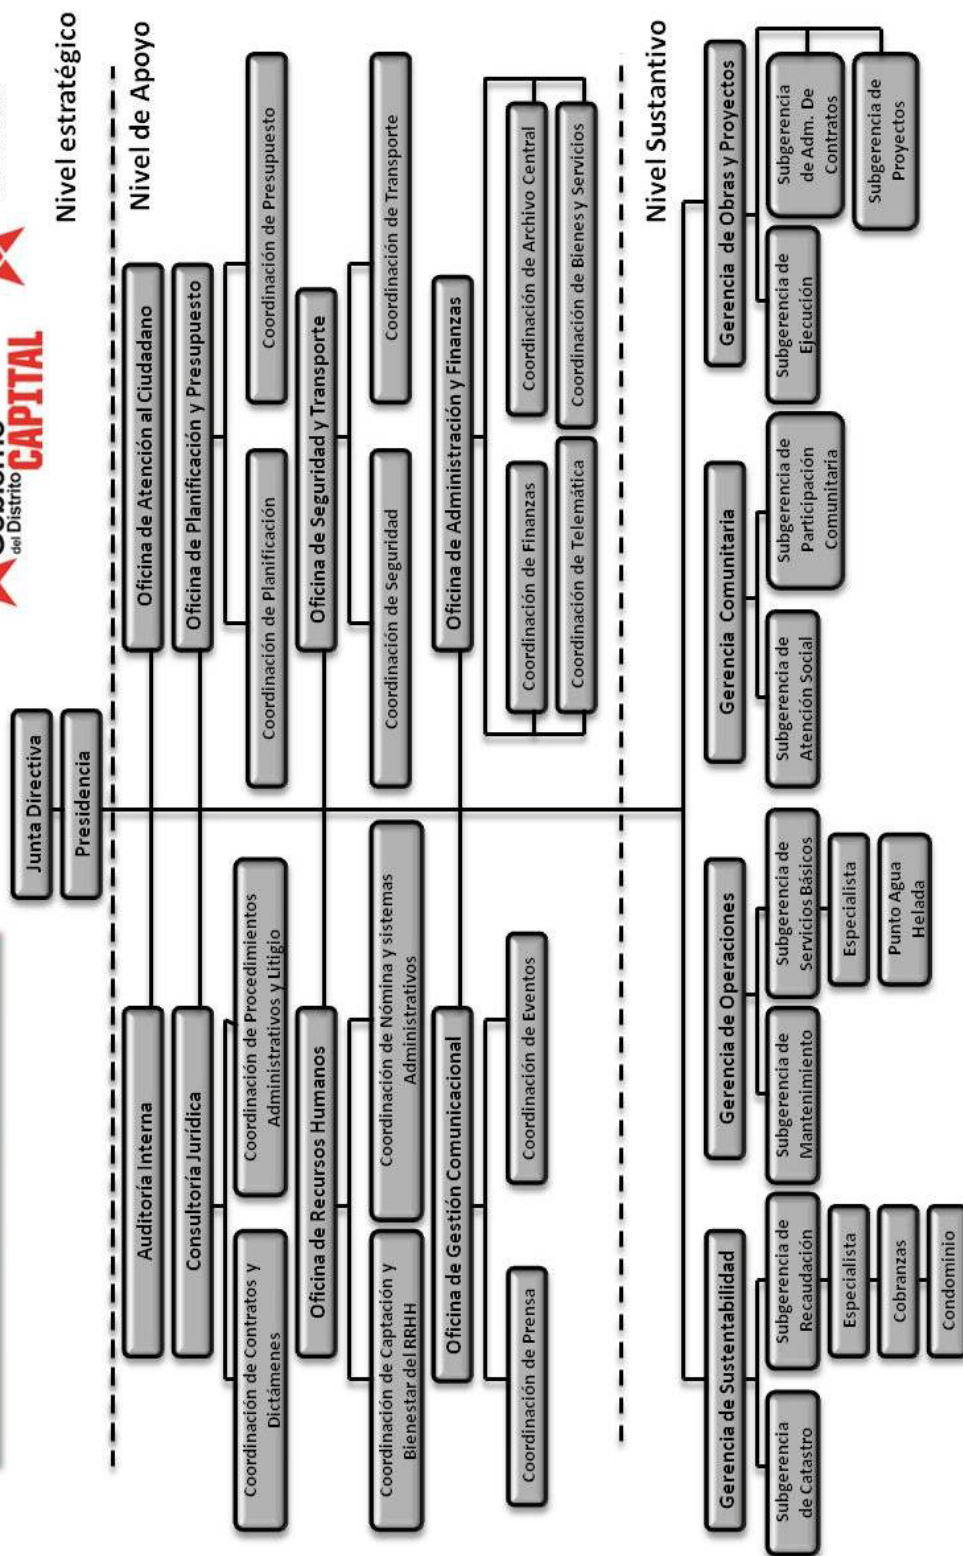 del Distrito
CAPITAL
Junta Directiva
Presidencia
Nivel estratégico
Nivel de Apoyo
Auditoría Interna
Oficina de Atención al Ciudadano
Consultoría Jurídica
Oficina de Planificación y Presupuesto
Coordinación de Contratos y
Dictámenes
Coordinación de Procedimientos
Administrativos y Litigio
Coordinación de Planificación
Coordinación de Presupuesto
Oficina de Recursos Humanos
Oficina de Seguridad y Transporte
Coordinación de Captación y
Bienestar del RRHH
Coordinación de Nómina y sistemas
Administrativos
Coordinación de Seguridad
Coordinación de Transporte
Oficina de Gestión Comunicacional
Oficina de Administración y Finanzas
Coordinación de Prensa
Coordinación de Eventos
Coordinación de Finanzas
Coordinación de Archivo Central
Coordinación de Telemática
Coordinación de Bienes y Servicios
Nivel Sustantivo
Gerencia de Sustentabilidad
Gerencia de Operaciones
Gerencia Comunitaria
Gerencia de Obras y Proyectos
Subgerencia
de Catastro
Subgerencia de
Recaudación
Subgerencia de
Mantenimiento
Subgerencia de
Servicios Básicos
Subgerencia de
Atención Social
Subgerencia de
Participación
Comunitaria
Subgerencia de
Ejecución
Subgerencia
de Adm. De
Contratos
Especialista
Especialista
Subgerencia de
Proyectos
Cobranzas
Punto Agua
Helada
Condominio